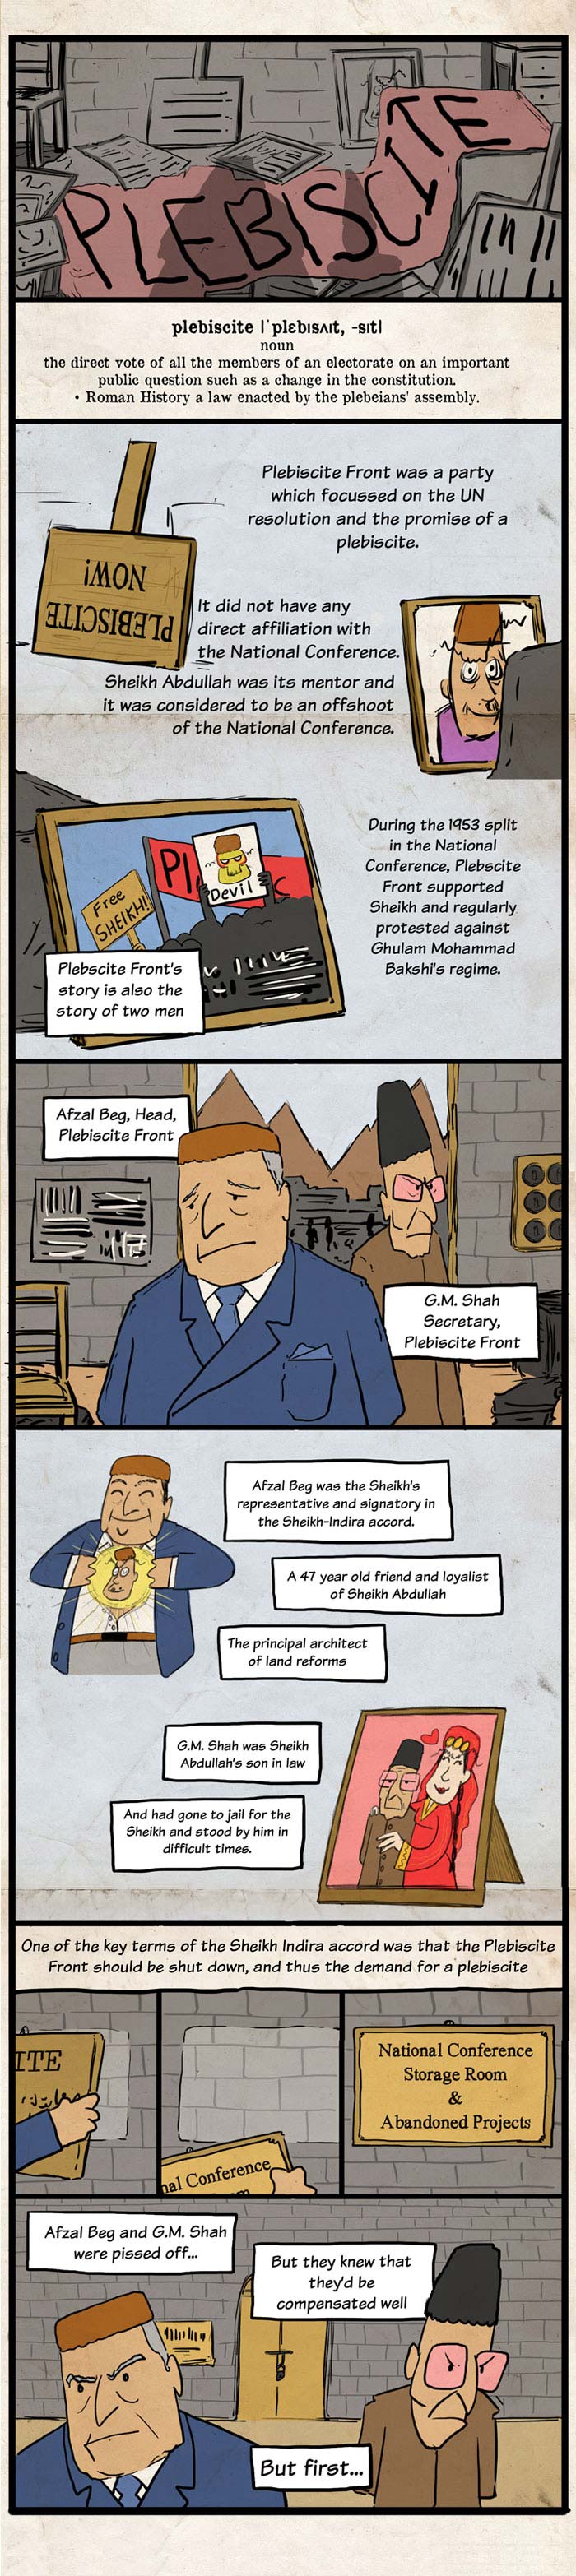 PLEBISCITE
plebiscite |ˈplɛbɪsʌɪt, -sɪt|
noun
the direct vote of all the members of an electorate on an important
public question such as a change in the constitution.
• Roman History a law enacted by the plebeians' assembly.
Plebiscite Front was a party
which focussed on the UN
resolution and the promise of a
plebiscite.
PLEBISCITE
NOW!
It did not have any
direct affiliation with
the National Conference.
Sheikh Abdullah was its mentor and
it was considered to be an offshoot
of the National Conference.
During the 1953 split
in the National
Conference, Plebscite
Front supported
Sheikh and regularly
protested against
Ghulam Mohammad
Bakshi's regime.
Free
SHEIKH!
Pl
Devil
C
Plebscite Front's
story is also the
story of two men
Afzal Beg, Head,
Plebiscite Front
G.M. Shah
Secretary,
Plebiscite Front
Afzal Beg was the Sheikh's
representative and signatory in
the Sheikh-Indira accord.
A 47 year old friend and loyalist
of Sheikh Abdullah
The principal architect
of land reforms
G.M. Shah was Sheikh
Abdullah's son in law
And had gone to jail for the
Sheikh and stood by him in
difficult times.
One of the key terms of the Sheikh Indira accord was that the Plebiscite
Front should be shut down, and thus the demand for a plebiscite
ITE
nal Conference
National Conference
Storage Room
&
Abandoned Projects
Afzal Beg and G.M. Shah
were pissed off...
But they knew that
they'd be
compensated well
But first...